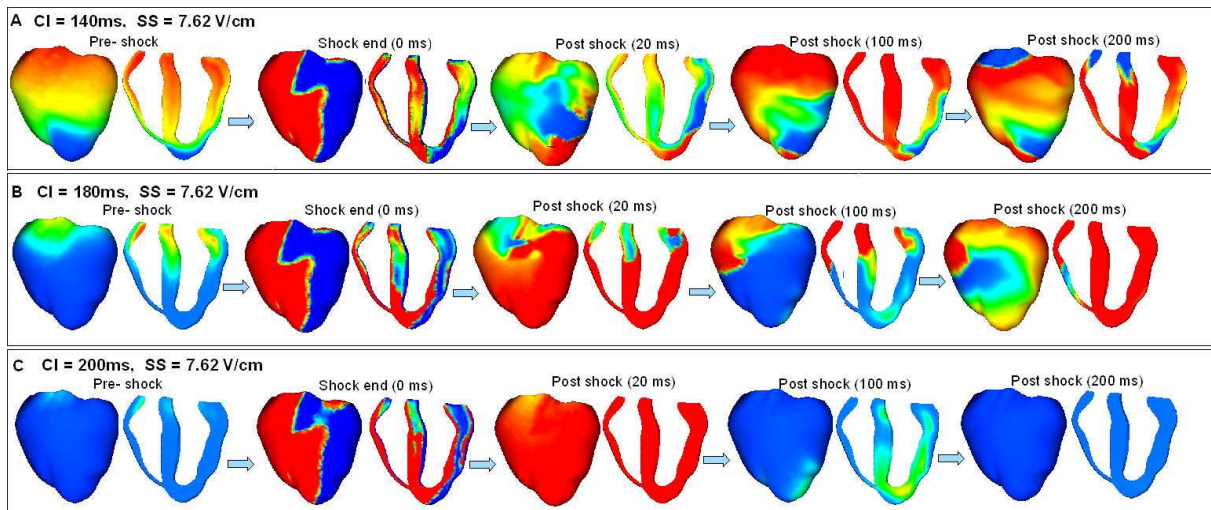 A CI = 140ms, SS = 7.62 V/cm
Pre- shock
Shock end (0 ms)
Post shock (20 ms)
Post shock (100 ms)
Post shock (200 ms)
B CI = 180ms, SS = 7.62 V/cm
Pre- shock
Shock end (0 ms)
Post shock (20 ms)
Post shock (100 ms)
Post shock (200 ms)
C CI = 200ms, SS = 7.62 V/cm
Pre- shock
Shock end (0 ms)
Post shock (20 ms)
Post shock (100 ms)
Post shock (200 ms)